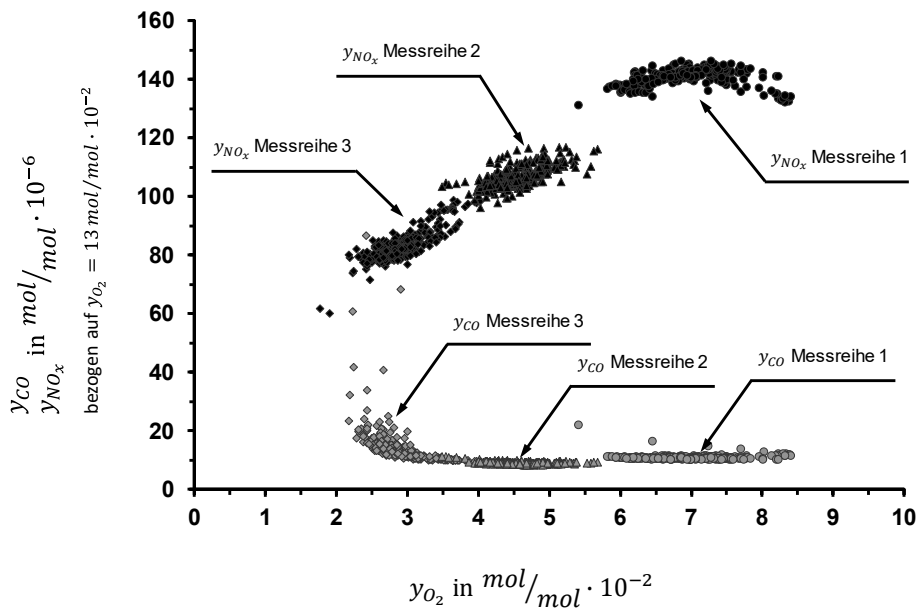 160
140
120
100
80
60
40
20
0
0 1 2 3 4 5 6 7 8 9 10
y_CO
y_NOx in mol/mol · 10⁻⁶
bezogen auf y_O₂ = 13 mol/mol · 10⁻²
y_NOx Messreihe 2
y_NOx Messreihe 3
y_NOx Messreihe 1
y_CO Messreihe 3
y_CO Messreihe 2
y_CO Messreihe 1
y_O₂ in mol/mol · 10⁻²